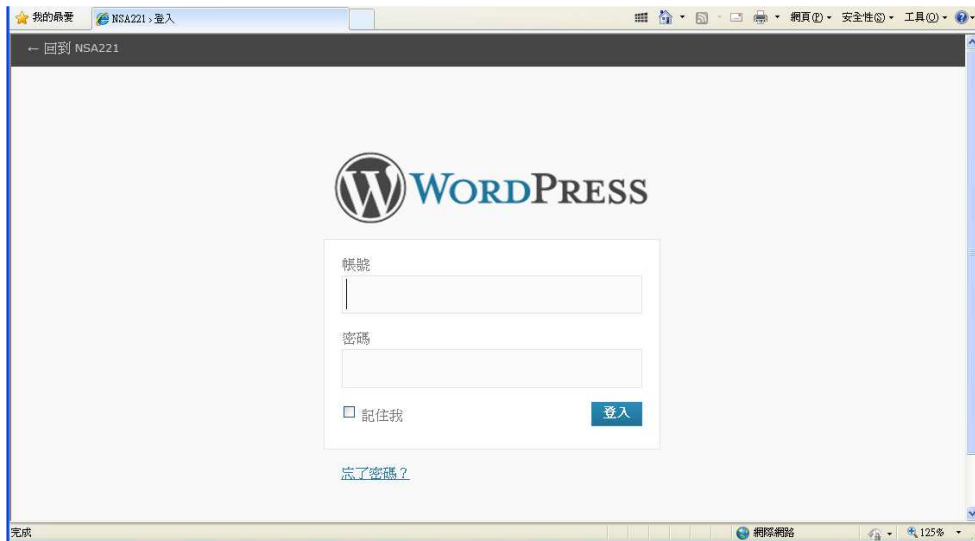 我的最愛 NSA221 › 登入 網頁(P) 安全性(S) 工具(O)
← 回到 NSA221
WORDPRESS
帳號
密碼
記住我 登入
忘了密碼？
完成 網際網路 125%